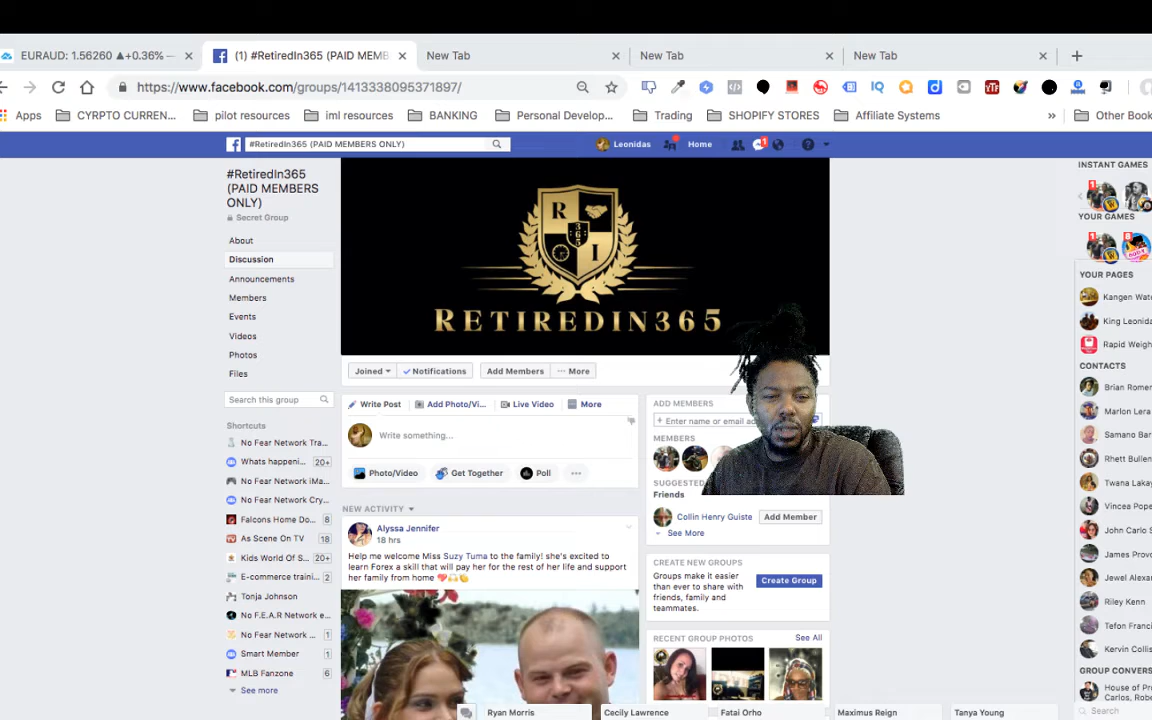 EURAUD: 1.56260 ▲+0.36% —
(1) #RetiredIn365 (PAID MEMB
New Tab
New Tab
New Tab
https://www.facebook.com/groups/1413338095371897/
Apps
CYRPTO CURREN...
pilot resources
iml resources
BANKING
Personal Develop...
Trading
SHOPIFY STORES
Affiliate Systems
Other Book
#RetiredIn365 (PAID MEMBERS ONLY)
Leonidas
Home
#RetiredIn365
(PAID MEMBERS
ONLY)
Secret Group
About
Discussion
Announcements
Members
Events
Videos
Photos
Files
Search this group
Shortcuts
No Fear Network Tra...
Whats happeni... 20+
No Fear Network iMa...
No Fear Network Cry...
Falcons Home Do... 8
As Scene On TV 18
Kids World Of S... 20+
E-commerce traini... 2
Tonja Johnson
No F.E.A.R Network e...
No Fear Network ... 1
Smart Member 1
MLB Fanzone 6
See more
R
365
I
RETIREDIN365
Joined
Notifications
Add Members
More
Write Post
Add Photo/Vi...
Live Video
More
Write something...
Photo/Video
Get Together
Poll
NEW ACTIVITY
Alyssa Jennifer
18 hrs
Help me welcome Miss Suzy Tuma to the family! she's excited to
learn Forex a skill that will pay her for the rest of her life and support
her family from home
ADD MEMBERS
+ Enter name or email ad
MEMBERS
SUGGESTED
Friends
Collin Henry Guiste
Add Member
See More
CREATE NEW GROUPS
Groups make it easier
than ever to share with
friends, family and
teammates.
Create Group
RECENT GROUP PHOTOS
See All
INSTANT GAMES
YOUR GAMES
YOUR PAGES
Kangen Wate
King Leonida
Rapid Weigh
CONTACTS
Brian Romer
Marlon Lera
Samano Bar
Rhett Bullen
Twana Lakay
Vincea Popе
John Carlo S
James Provo
Jewel Alexar
Riley Kenn
Tefon Franci
Kervin Collis
GROUP CONVERS
House of Pr
Carlos, Robe
Search
Ryan Morris
Cecily Lawrence
Fatai Orho
Maximus Reign
Tanya Young